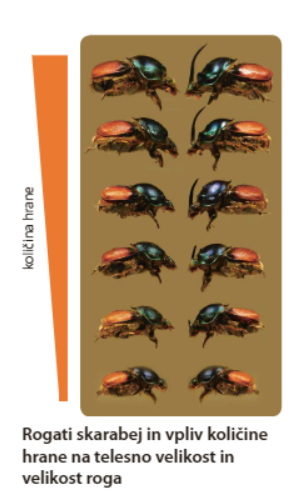 količina hrane
Rogati skarabej in vpliv količine
hrane na telesno velikost in
velikost roga